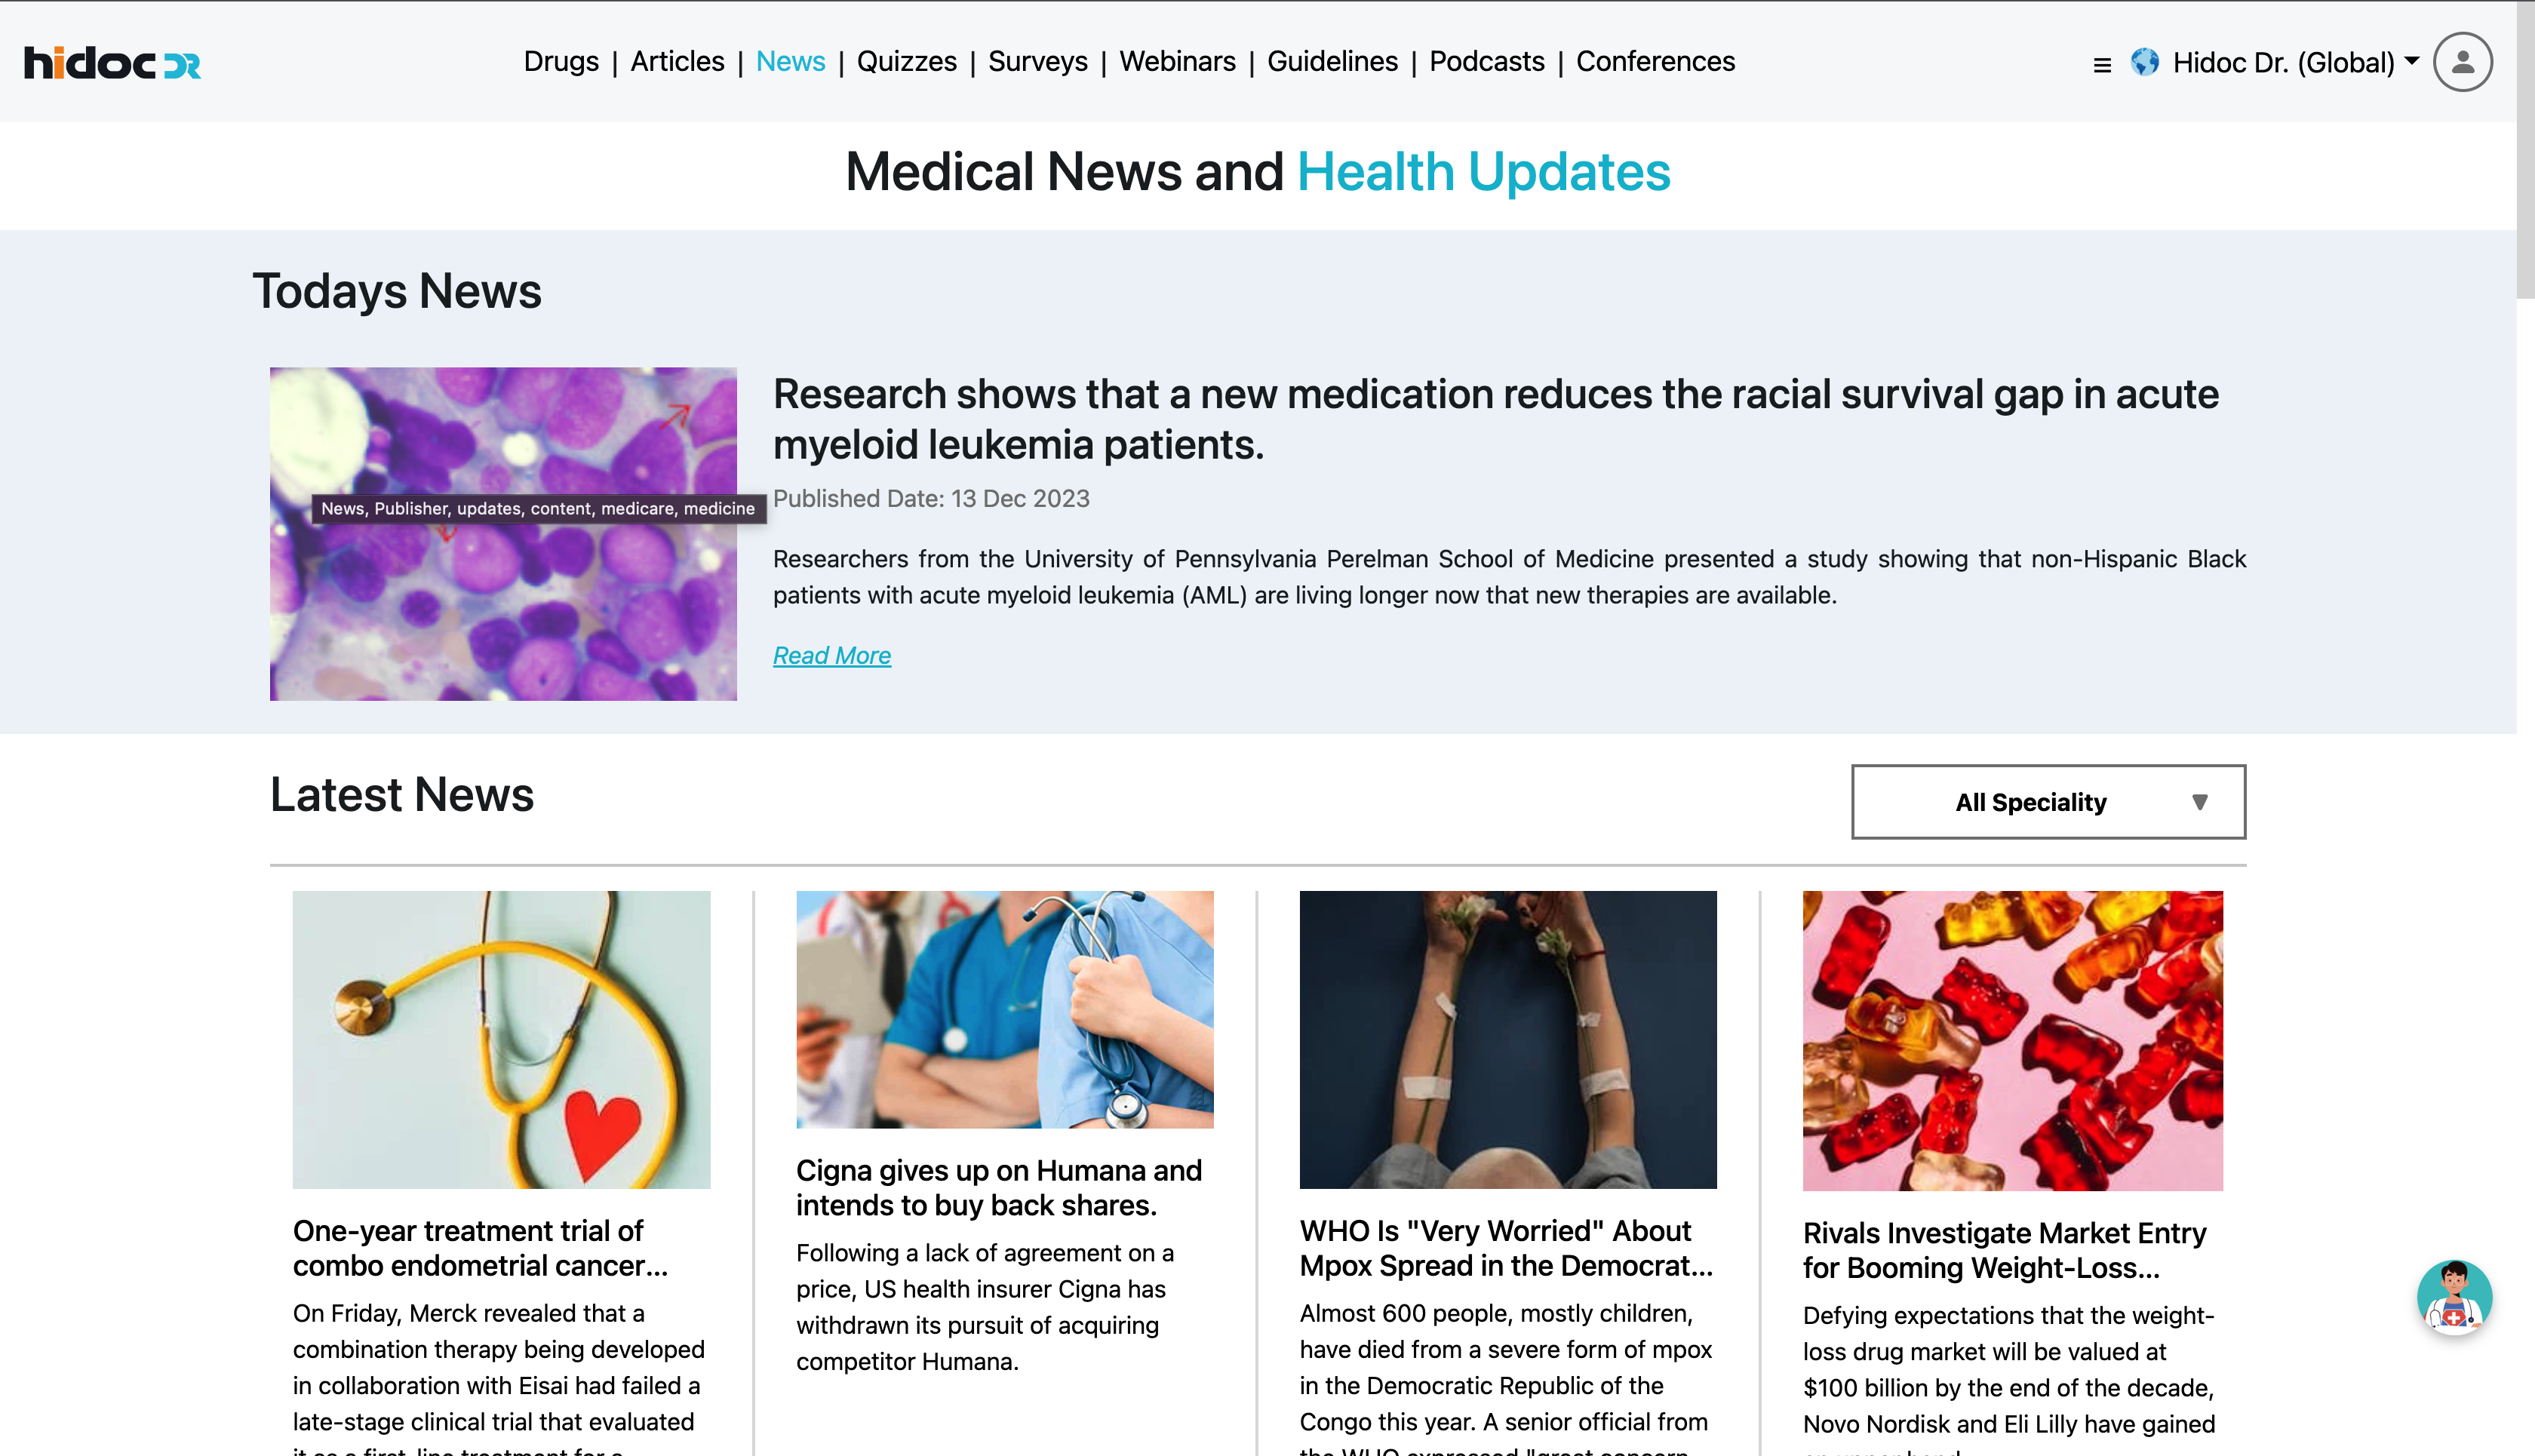 hidoc DR
Drugs | Articles | News | Quizzes | Surveys | Webinars | Guidelines | Podcasts | Conferences
Hidoc Dr. (Global)
Medical News and Health Updates
Todays News
Research shows that a new medication reduces the racial survival gap in acute
myeloid leukemia patients.
News, Publisher, updates, content, medicare, medicine
Published Date: 13 Dec 2023
Researchers from the University of Pennsylvania Perelman School of Medicine presented a study showing that non-Hispanic Black
patients with acute myeloid leukemia (AML) are living longer now that new therapies are available.
Read More
Latest News
All Speciality
One-year treatment trial of
combo endometrial cancer...
On Friday, Merck revealed that a
combination therapy being developed
in collaboration with Eisai had failed a
late-stage clinical trial that evaluated
Cigna gives up on Humana and
intends to buy back shares.
Following a lack of agreement on a
price, US health insurer Cigna has
withdrawn its pursuit of acquiring
competitor Humana.
WHO Is "Very Worried" About
Mpox Spread in the Democrat...
Almost 600 people, mostly children,
have died from a severe form of mpox
in the Democratic Republic of the
Congo this year. A senior official from
the WHO expressed "great concern
Rivals Investigate Market Entry
for Booming Weight-Loss...
Defying expectations that the weight-
loss drug market will be valued at
$100 billion by the end of the decade,
Novo Nordisk and Eli Lilly have gained